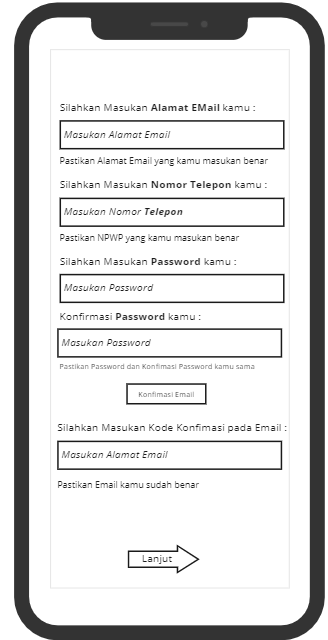 Silahkan Masukan Alamat EMail kamu :
Masukan Alamat Email
Pastikan Alamat Email yang kamu masukan benar
Silahkan Masukan Nomor Telepon kamu :
Masukan Nomor Telepon
Pastikan NPWP yang kamu masukan benar
Silahkan Masukan Password kamu :
Masukan Password
Konfirmasi Password kamu :
Masukan Password
Pastikan Password dan Konfimasi Password kamu sama
Konfimasi Email
Silahkan Masukan Kode Konfimasi pada Email :
Masukan Alamat Email
Pastikan Email kamu sudah benar
Lanjut